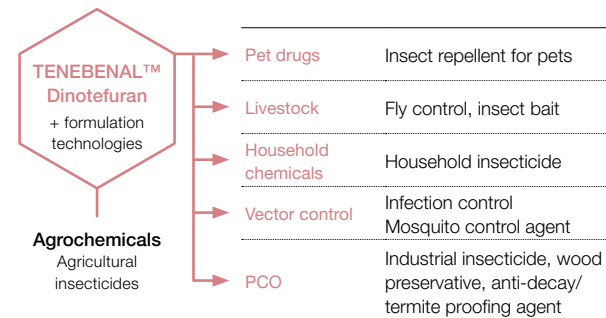 TENEBENAL™
Dinotefuran
+ formulation
technologies
Agrochemicals
Agricultural
insecticides
Pet drugs
Insect repellent for pets
Livestock
Fly control, insect bait
Household
chemicals
Household insecticide
Vector control
Infection control
Mosquito control agent
PCO
Industrial insecticide, wood
preservative, anti-decay/
termite proofing agent